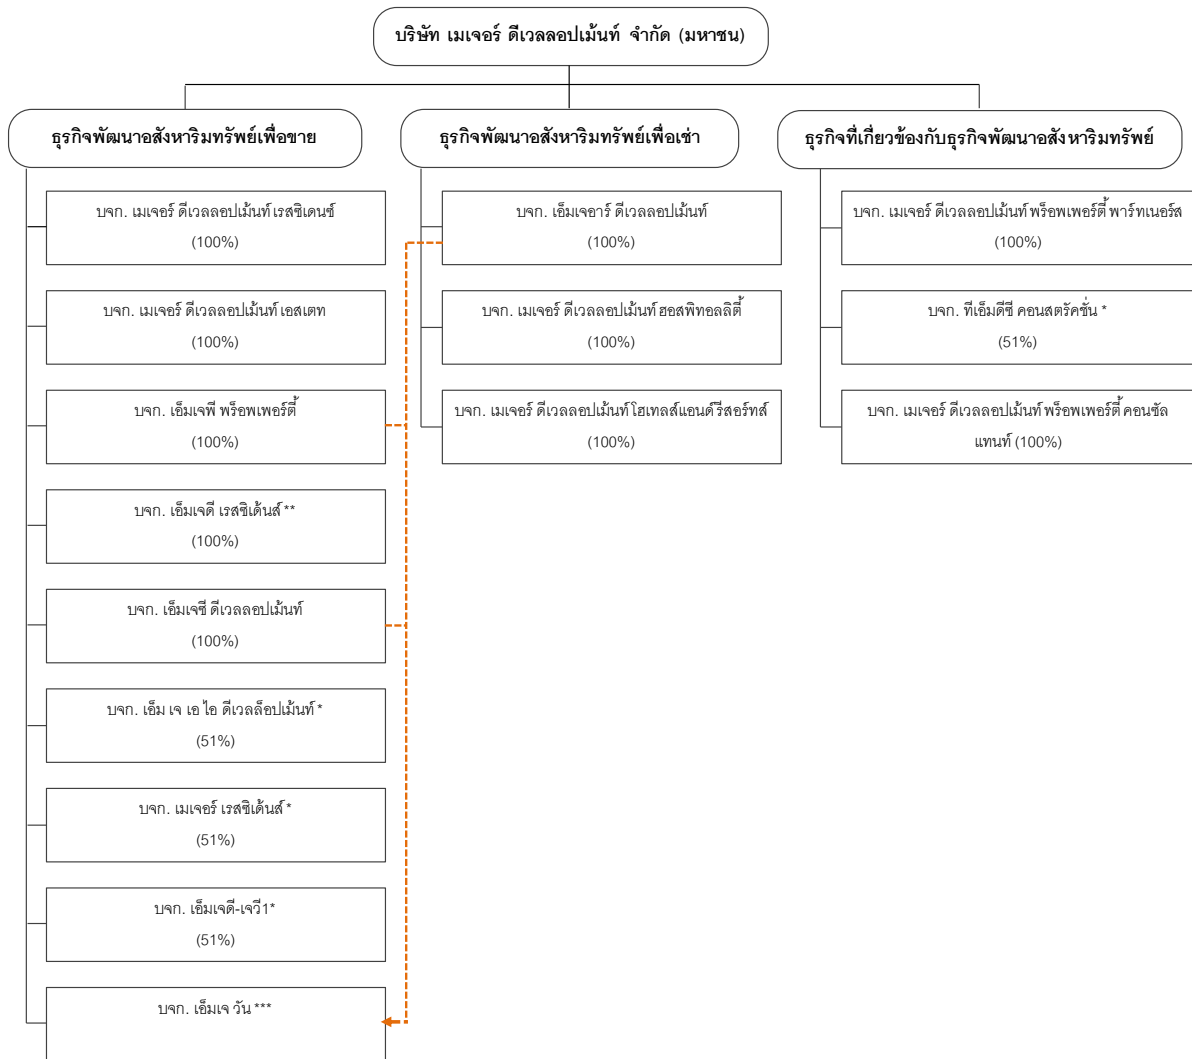 บริษัท เมเจอร์ ดีเวลลอปเม้นท์ จำกัด (มหาชน)
ธุรกิจพัฒนาอสังหาริมทรัพย์เพื่อขาย
บจก. เมเจอร์ ดีเวลลอปเม้นท์ เรสซิเดนซ์
(100%)
บจก. เมเจอร์ ดีเวลลอปเม้นท์ เอสเตท
(100%)
บจก. เอ็มเจพี พร็อพเพอร์ตี้
(100%)
บจก. เอ็มเจดี เรสซิเด้นส์ **
(100%)
บจก. เอ็มเจซี ดีเวลลอปเม้นท์
(100%)
บจก. เอ็ม เจ เอ ไอ ดีเวลล็อปเม้นท์ *
(51%)
บจก. เมเจอร์ เรสซิเด้นส์ *
(51%)
บจก. เอ็มเจดี-เจวี1*
(51%)
บจก. เอ็มเจ วัน ***
ธุรกิจพัฒนาอสังหาริมทรัพย์เพื่อเช่า
บจก. เอ็มเจอาร์ ดีเวลลอปเม้นท์
(100%)
บจก. เมเจอร์ ดีเวลลอปเม้นท์ ฮอสพิทอลลิตี้
(100%)
บจก. เมเจอร์ ดีเวลลอปเม้นท์ โฮเทลส์แอนด์รีสอร์ทส์
(100%)
ธุรกิจที่เกี่ยวข้องกับธุรกิจพัฒนาอสังหาริมทรัพย์
บจก. เมเจอร์ ดีเวลลอปเม้นท์ พร็อพเพอร์ตี้ พาร์ทเนอร์ส
(100%)
บจก. ทีเอ็มดีซี คอนสตรัคชั่น *
(51%)
บจก. เมเจอร์ ดีเวลลอปเม้นท์ พร็อพเพอร์ตี้ คอนซัล
แทนท์ (100%)